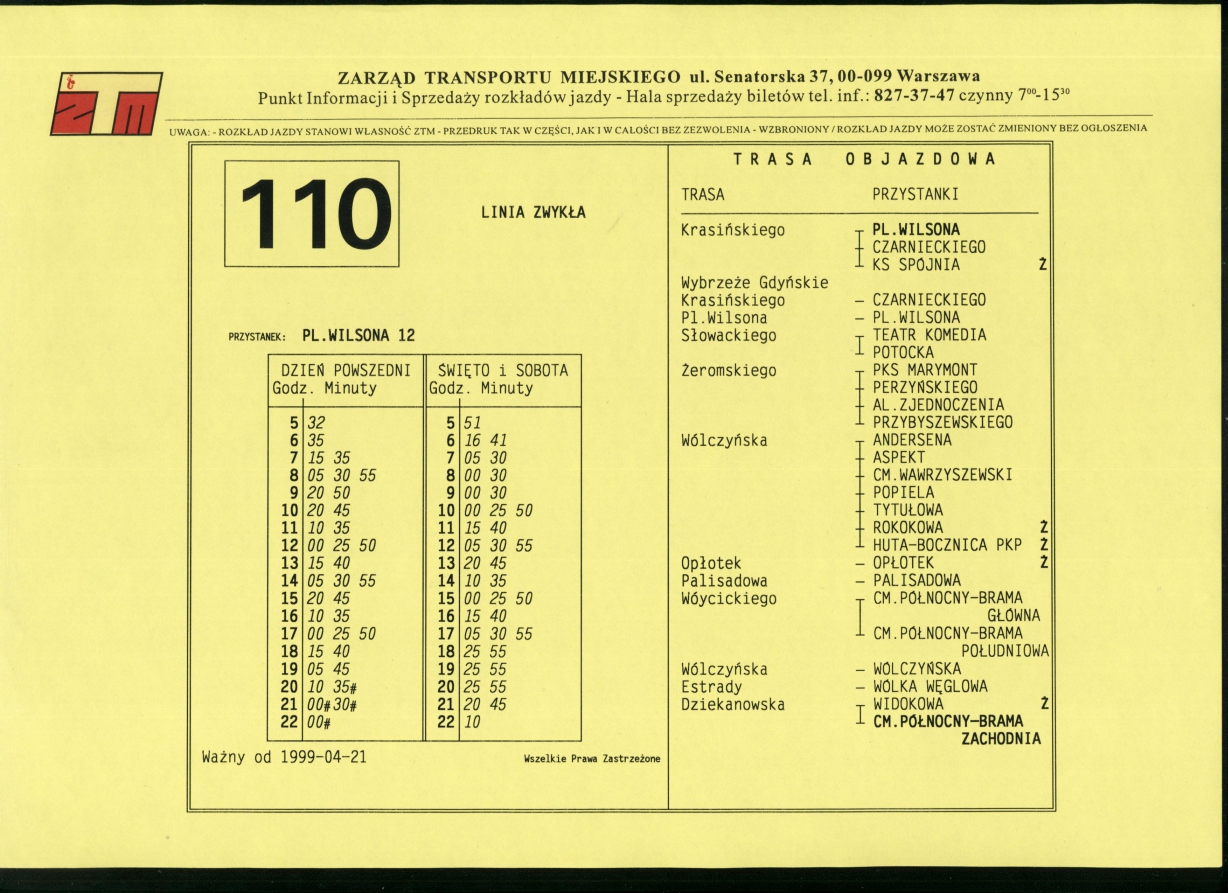 ZTM
ZARZĄD TRANSPORTU MIEJSKIEGO ul. Senatorska 37, 00-099 Warszawa
Punkt Informacji i Sprzedaży rozkładów jazdy - Hala sprzedaży biletów tel. inf.: 827-37-47 czynny 7⁰⁰-15³⁰
UWAGA: - ROZKŁAD JAZDY STANOWI WŁASNOŚĆ ZTM - PRZEDRUK TAK W CZĘŚCI, JAK I W CAŁOŚCI BEZ ZEZWOLENIA - WZBRONIONY / ROZKŁAD JAZDY MOŻE ZOSTAĆ ZMIENIONY BEZ OGŁOSZENIA
110
LINIA ZWYKŁA
PRZYSTANEK: PL.WILSONA 12
DZIEŃ POWSZEDNI
Godz. Minuty
5 32
6 35
7 15 35
8 05 30 55
9 20 50
10 20 45
11 10 35
12 00 25 50
13 15 40
14 05 30 55
15 20 45
16 10 35
17 00 25 50
18 15 40
19 05 45
20 10 35#
21 00#30#
22 00#
ŚWIĘTO i SOBOTA
Godz. Minuty
5 51
6 16 41
7 05 30
8 00 30
9 00 30
10 00 25 50
11 15 40
12 05 30 55
13 20 45
14 10 35
15 00 25 50
16 15 40
17 05 30 55
18 25 55
19 25 55
20 25 55
21 20 45
22 10
Ważny od 1999-04-21
Wszelkie Prawa Zastrzeżone
TRASA OBJAZDOWA
TRASA PRZYSTANKI
Krasińskiego PL.WILSONA
CZARNIECKIEGO
KS SPÓJNIA Ż
Wybrzeże Gdyńskie
Krasińskiego – CZARNIECKIEGO
Pl.Wilsona – PL.WILSONA
Słowackiego TEATR KOMEDIA
POTOCKA
Żeromskiego PKS MARYMONT
PERZYŃSKIEGO
AL.ZJEDNOCZENIA
PRZYBYSZEWSKIEGO
Wólczyńska ANDERSENA
ASPEKT
CM.WAWRZYSZEWSKI
POPIELA
TYTUŁOWA
ROKOKOWA Ż
HUTA-BOCZNICA PKP Ż
Opłotek – OPŁOTEK Ż
Palisadowa – PALISADOWA
Wóycickiego CM.PÓŁNOCNY-BRAMA
GŁÓWNA
CM.PÓŁNOCNY-BRAMA
POŁUDNIOWA
Wólczyńska – WÓLCZYŃSKA
Estrady – WÓLKA WĘGLOWA
Dziekanowska WIDOKOWA Ż
CM.PÓŁNOCNY-BRAMA
ZACHODNIA